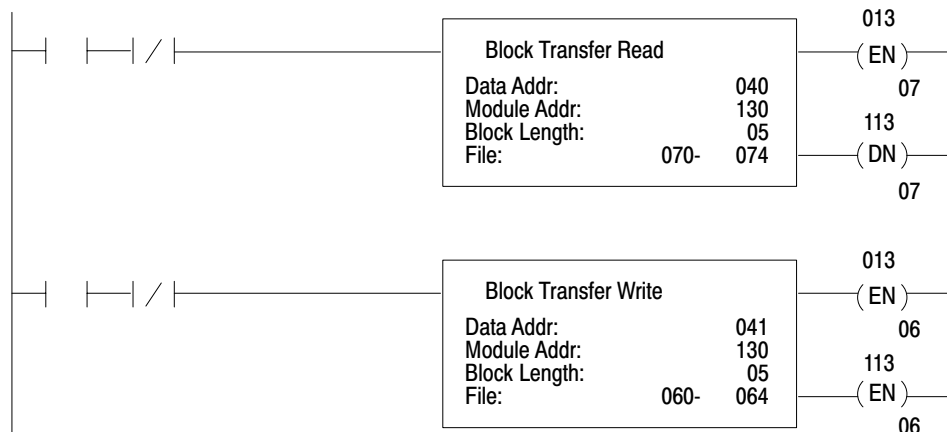 013
Block Transfer Read
(EN)
07
Data Addr: 040
Module Addr: 130
Block Length: 05
File: 070- 074
113
(DN)
07
013
Block Transfer Write
(EN)
06
Data Addr: 041
Module Addr: 130
Block Length: 05
File: 060- 064
113
(EN)
06